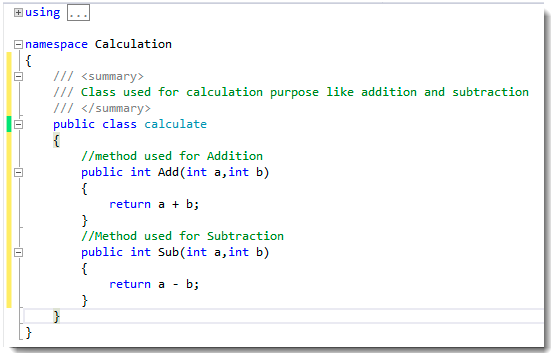 using ...

namespace Calculation
{
    /// <summary>
    /// Class used for calculation purpose like addition and subtraction
    /// </summary>
    public class calculate
    {
        //method used for Addition
        public int Add(int a,int b)
        {
            return a + b;
        }
        //Method used for Subtraction
        public int Sub(int a,int b)
        {
            return a - b;
        }
    }
}